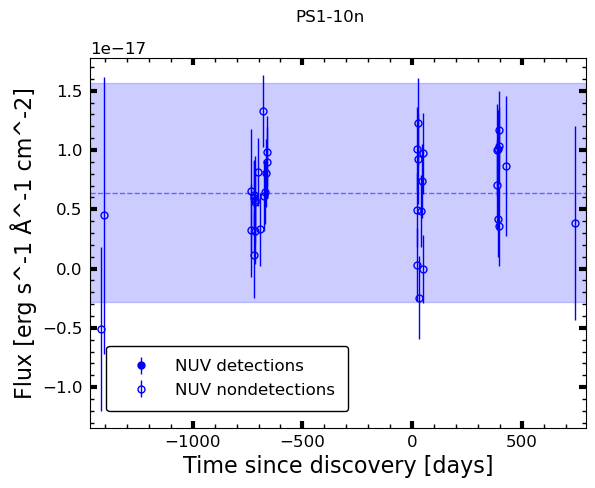 PS1-10n
1e−17
1.5
1.0
0.5
0.0
−0.5
−1.0
Flux [erg s^-1 Å^-1 cm^-2]
NUV detections
NUV nondetections
−1000
−500
0
500
Time since discovery [days]